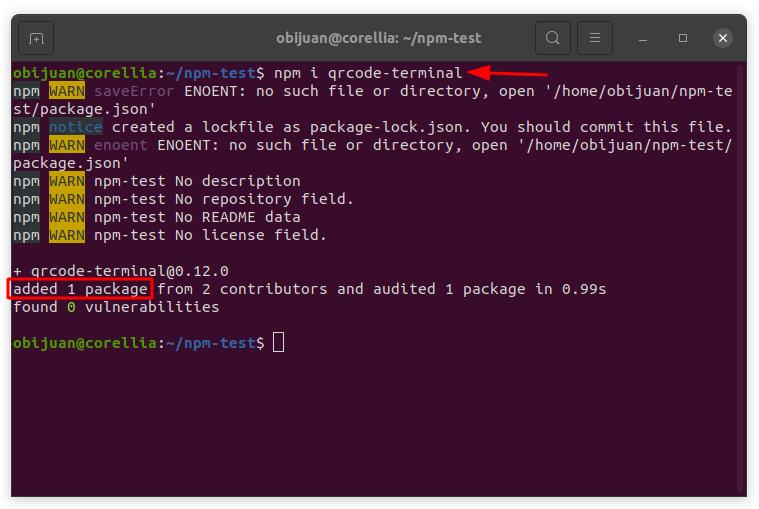 obijuan@corellia: ~/npm-test
obijuan@corellia:~/npm-test$ npm i qrcode-terminal
npm WARN saveError ENOENT: no such file or directory, open '/home/obijuan/npm-te
st/package.json'
npm notice created a lockfile as package-lock.json. You should commit this file.
npm WARN enoent ENOENT: no such file or directory, open '/home/obijuan/npm-test/
package.json'
npm WARN npm-test No description
npm WARN npm-test No repository field.
npm WARN npm-test No README data
npm WARN npm-test No license field.
+ qrcode-terminal@0.12.0
added 1 package from 2 contributors and audited 1 package in 0.99s
found 0 vulnerabilities
obijuan@corellia:~/npm-test$